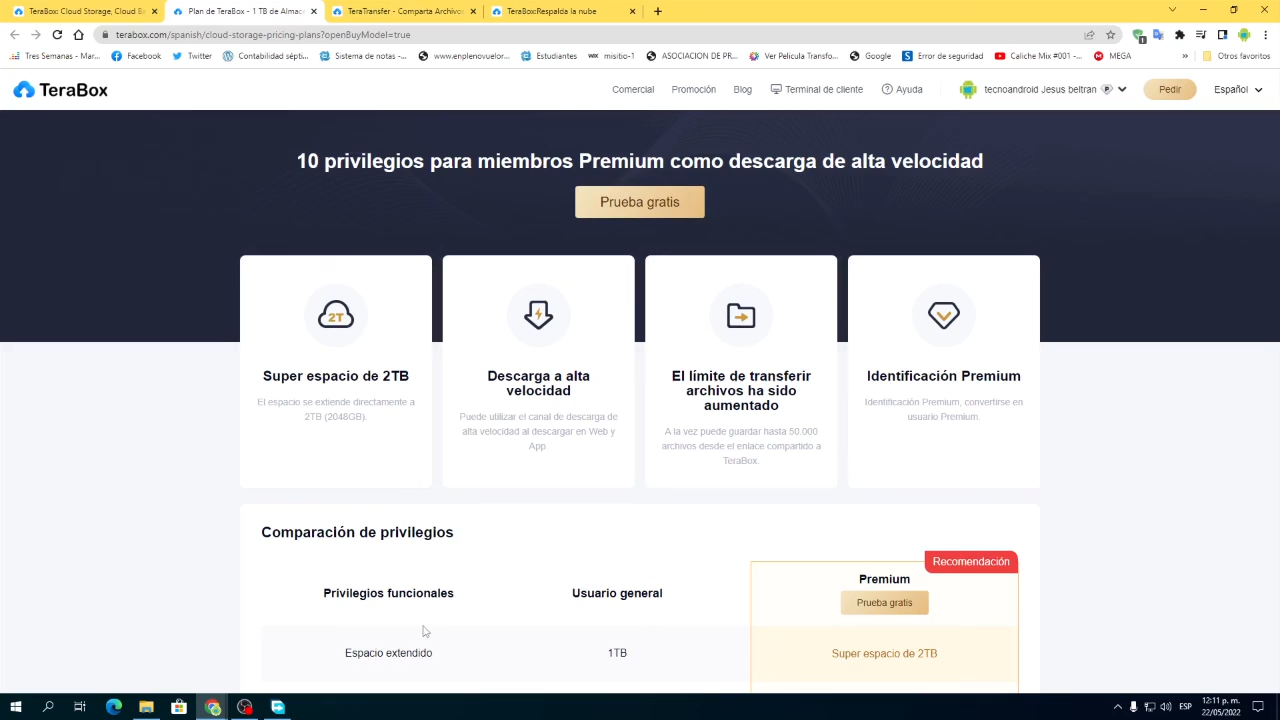 TeraBox Cloud Storage, Cloud B
Plan de TeraBox - 1 TB de Almac
TeraTransfer - Comparta Archivos
TeraBox:Respalda la nube
terabox.com/spanish/cloud-storage-pricing-plans?openBuyModel=true
Tres Semanas - Mar...
Facebook
Twitter
Contabilidad sépti...
Sistema de notas -...
www.enplenovuelor...
Estudiantes
misitio-1
ASOCIACION DE PR...
Ver Pelicula Transfo...
Google
Error de seguridad
Caliche Mix #001 -...
MEGA
»
Otros favoritos
TeraBox
Comercial
Promoción
Blog
Terminal de cliente
Ayuda
tecnoandroid Jesus beltran
Pedir
Español
10 privilegios para miembros Premium como descarga de alta velocidad
Prueba gratis
2T
Super espacio de 2TB
El espacio se extiende directamente a
2TB (2048GB).
Descarga a alta
velocidad
Puede utilizar el canal de descarga de
alta velocidad al descargar en Web y
App
El límite de transferir
archivos ha sido
aumentado
A la vez puede guardar hasta 50.000
archivos desde el enlace compartido a
TeraBox.
Identificación Premium
Identificación Premium, convertirse en
usuario Premium.
Comparación de privilegios
Recomendación
Privilegios funcionales
Usuario general
Premium
Prueba gratis
Espacio extendido
1TB
Super espacio de 2TB
ESP
12:11 p. m.
22/05/2022